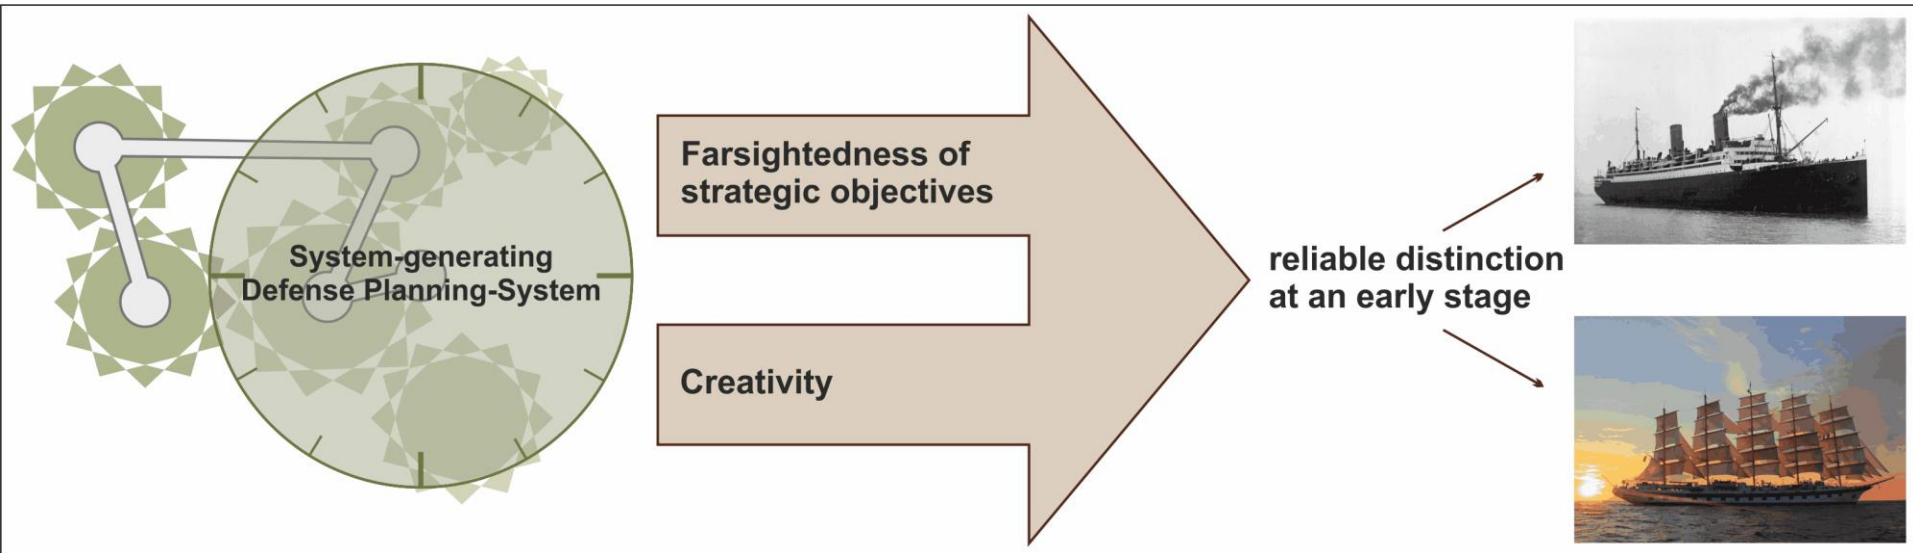 System-generating
Defense Planning-System
Farsightedness of
strategic objectives
Creativity
reliable distinction
at an early stage